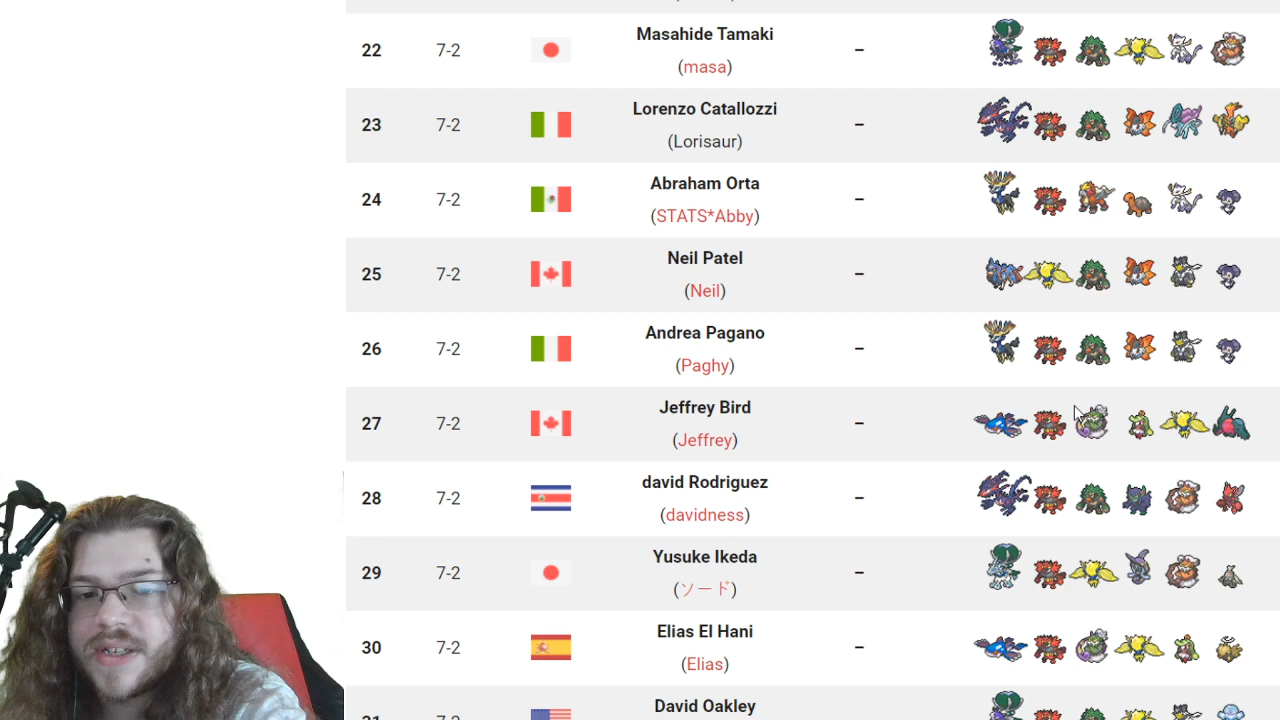 22 7-2 Masahide Tamaki –
(masa)
23 7-2 Lorenzo Catallozzi –
(Lorisaur)
24 7-2 Abraham Orta –
(STATS*Abby)
25 7-2 Neil Patel –
(Neil)
26 7-2 Andrea Pagano –
(Paghy)
27 7-2 Jeffrey Bird –
(Jeffrey)
28 7-2 david Rodriguez –
(davidness)
29 7-2 Yusuke Ikeda –
(ソード)
30 7-2 Elias El Hani –
(Elias)
David Oakley